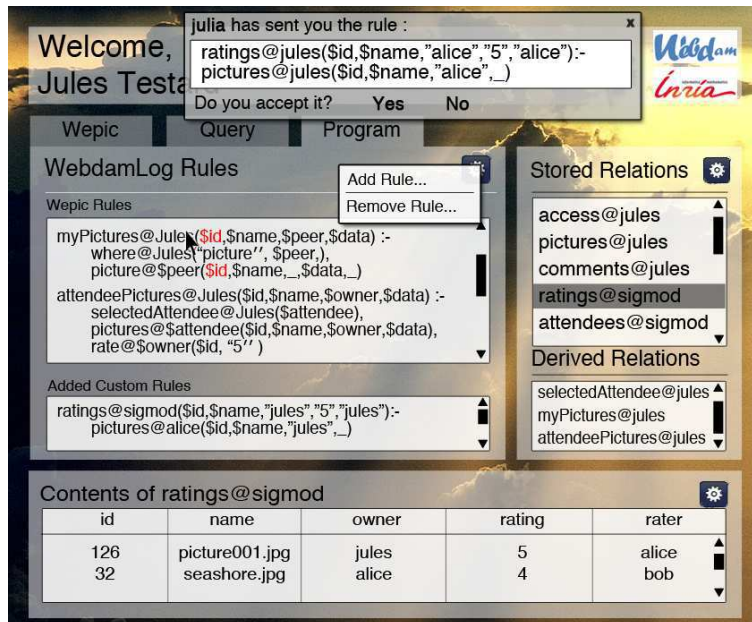 julia has sent you the rule :
x
ratings@jules($id,$name,"alice","5","alice"):-
pictures@jules($id,$name,"alice",_)
Do you accept it? Yes No
Welcome,
Jules Testa
Webdam
Inria
Wepic Query Program
WebdamLog Rules
Add Rule...
Remove Rule...
Wepic Rules
myPictures@Jules($id,$name,$peer,$data) :-
where@Jules("picture'', $peer,),
picture@$peer($id,$name,_,$data,_)
attendeePictures@Jules($id,$name,$owner,$data) :-
selectedAttendee@Jules($attendee),
pictures@$attendee($id,$name,$owner,$data),
rate@$owner($id, "5'' )
Added Custom Rules
ratings@sigmod($id,$name,"jules","5","jules"):-
pictures@alice($id,$name,"jules",_)
Stored Relations
access@jules
pictures@jules
comments@jules
ratings@sigmod
attendees@sigmod
Derived Relations
selectedAttendee@jules
myPictures@jules
attendeePictures@jules
Contents of ratings@sigmod
id name owner rating rater
126 picture001.jpg jules 5 alice
32 seashore.jpg alice 4 bob